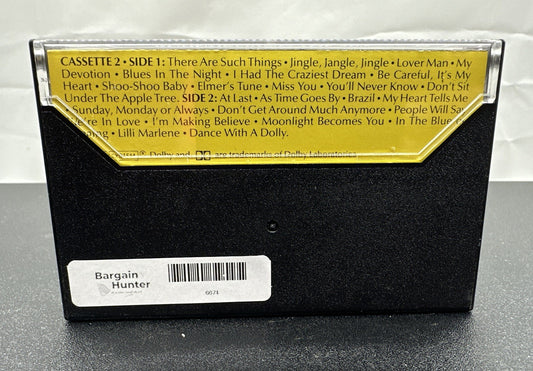 CASSETTE 2 • SIDE 1: There Are Such Things • Jingle, Jangle, Jingle • Lover Man • My
Devotion • Blues In The Night • I Had The Craziest Dream • Be Careful, It's My
Heart • Shoo-Shoo Baby • Elmer's Tune • Miss You • You'll Never Know • Don't Sit
Under The Apple Tree. SIDE 2: At Last • As Time Goes By • Brazil • My Heart Tells Me
• Sunday, Monday or Always • Don't Get Around Much Anymore • People Will Say
We're In Love • I'm Making Believe • Moonlight Becomes You • In The Blue
Lilli Marlene • Dance With A Dolly.
Dolby and are trademarks of Dolby Laboratories
Bargain
Hunter